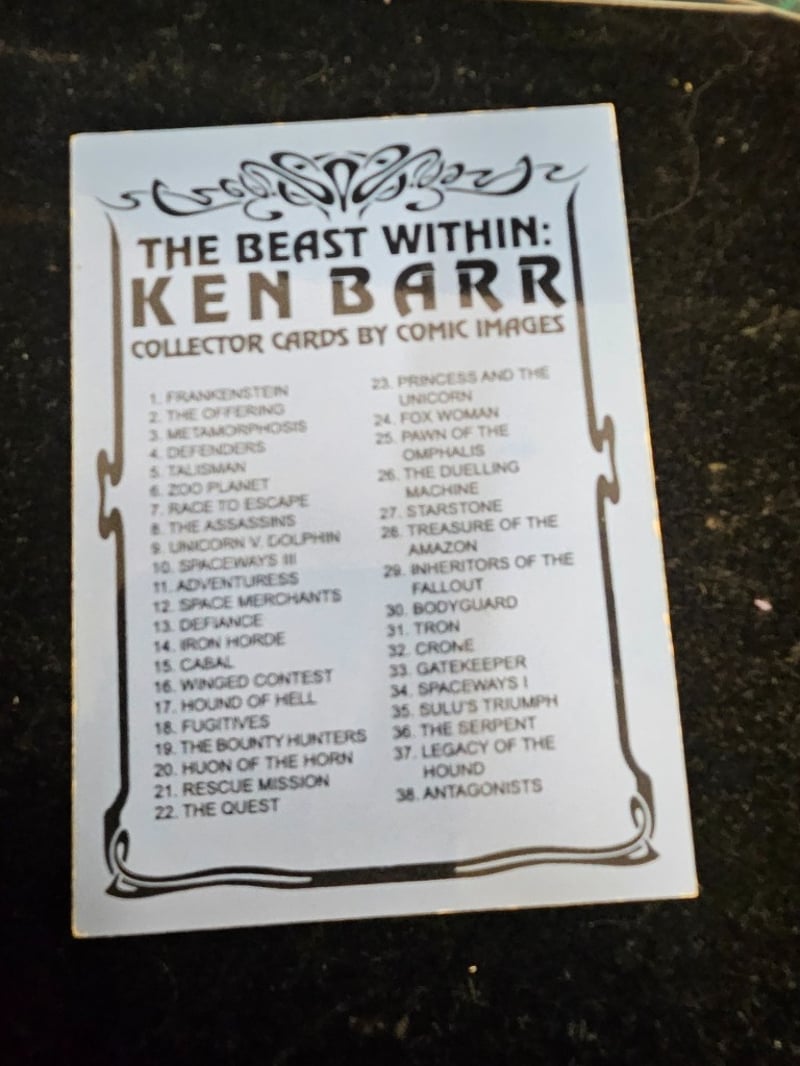 THE BEAST WITHIN:
KEN BARR
COLLECTOR CARDS BY COMIC IMAGES
1. FRANKENSTEIN
2. THE OFFERING
3. METAMORPHOSIS
4. DEFENDERS
5. TALISMAN
6. ZOO PLANET
7. RACE TO ESCAPE
8. THE ASSASSINS
9. UNICORN V. DOLPHIN
10. SPACEWAYS III
11. ADVENTURESS
12. SPACE MERCHANTS
13. DEFIANCE
14. IRON HORDE
15. CABAL
16. WINGED CONTEST
17. HOUND OF HELL
18. FUGITIVES
19. THE BOUNTY HUNTERS
20. HUON OF THE HORN
21. RESCUE MISSION
22. THE QUEST
23. PRINCESS AND THE
UNICORN
24. FOX WOMAN
25. PAWN OF THE
OMPHALIS
26. THE DUELLING
MACHINE
27. STARSTONE
28. TREASURE OF THE
AMAZON
29. INHERITORS OF THE
FALLOUT
30. BODYGUARD
31. TRON
32. CRONE
33. GATEKEEPER
34. SPACEWAYS I
35. SULU'S TRIUMPH
36. THE SERPENT
37. LEGACY OF THE
HOUND
38. ANTAGONISTS